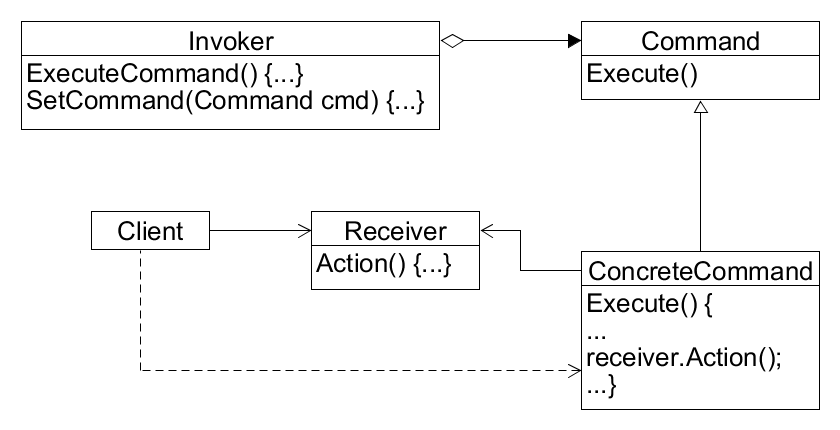 Invoker
ExecuteCommand() {...}
SetCommand(Command cmd) {...}
Command
Execute()
Client
Receiver
Action() {...}
ConcreteCommand
Execute() {
...
receiver.Action();
...}